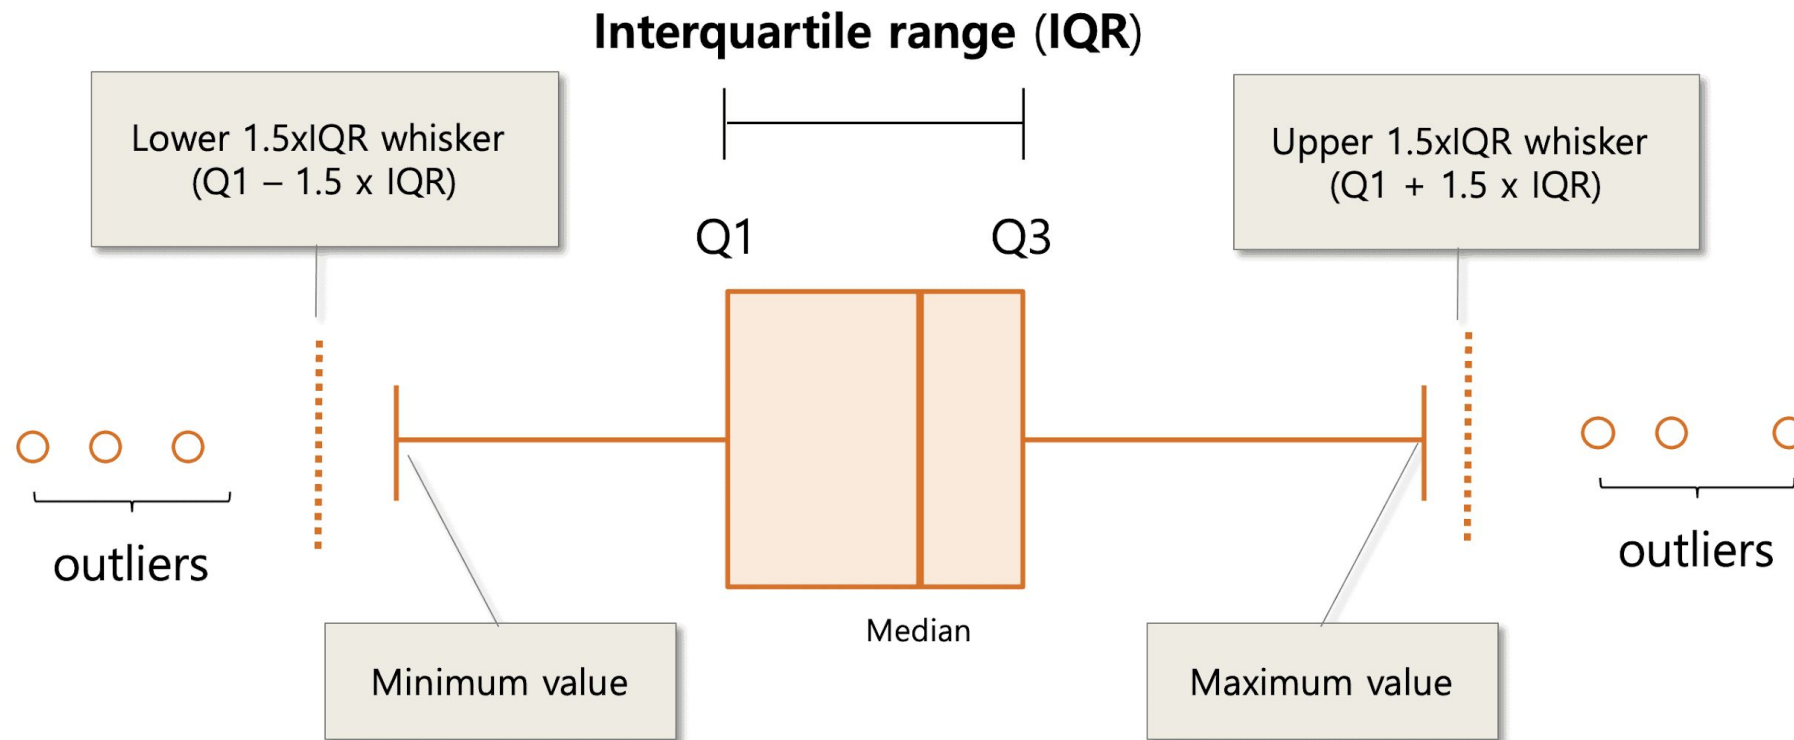 Interquartile range (IQR)
Lower 1.5xIQR whisker
(Q1 – 1.5 x IQR)
Upper 1.5xIQR whisker
(Q1 + 1.5 x IQR)
Q1
Q3
outliers
outliers
Median
Minimum value
Maximum value